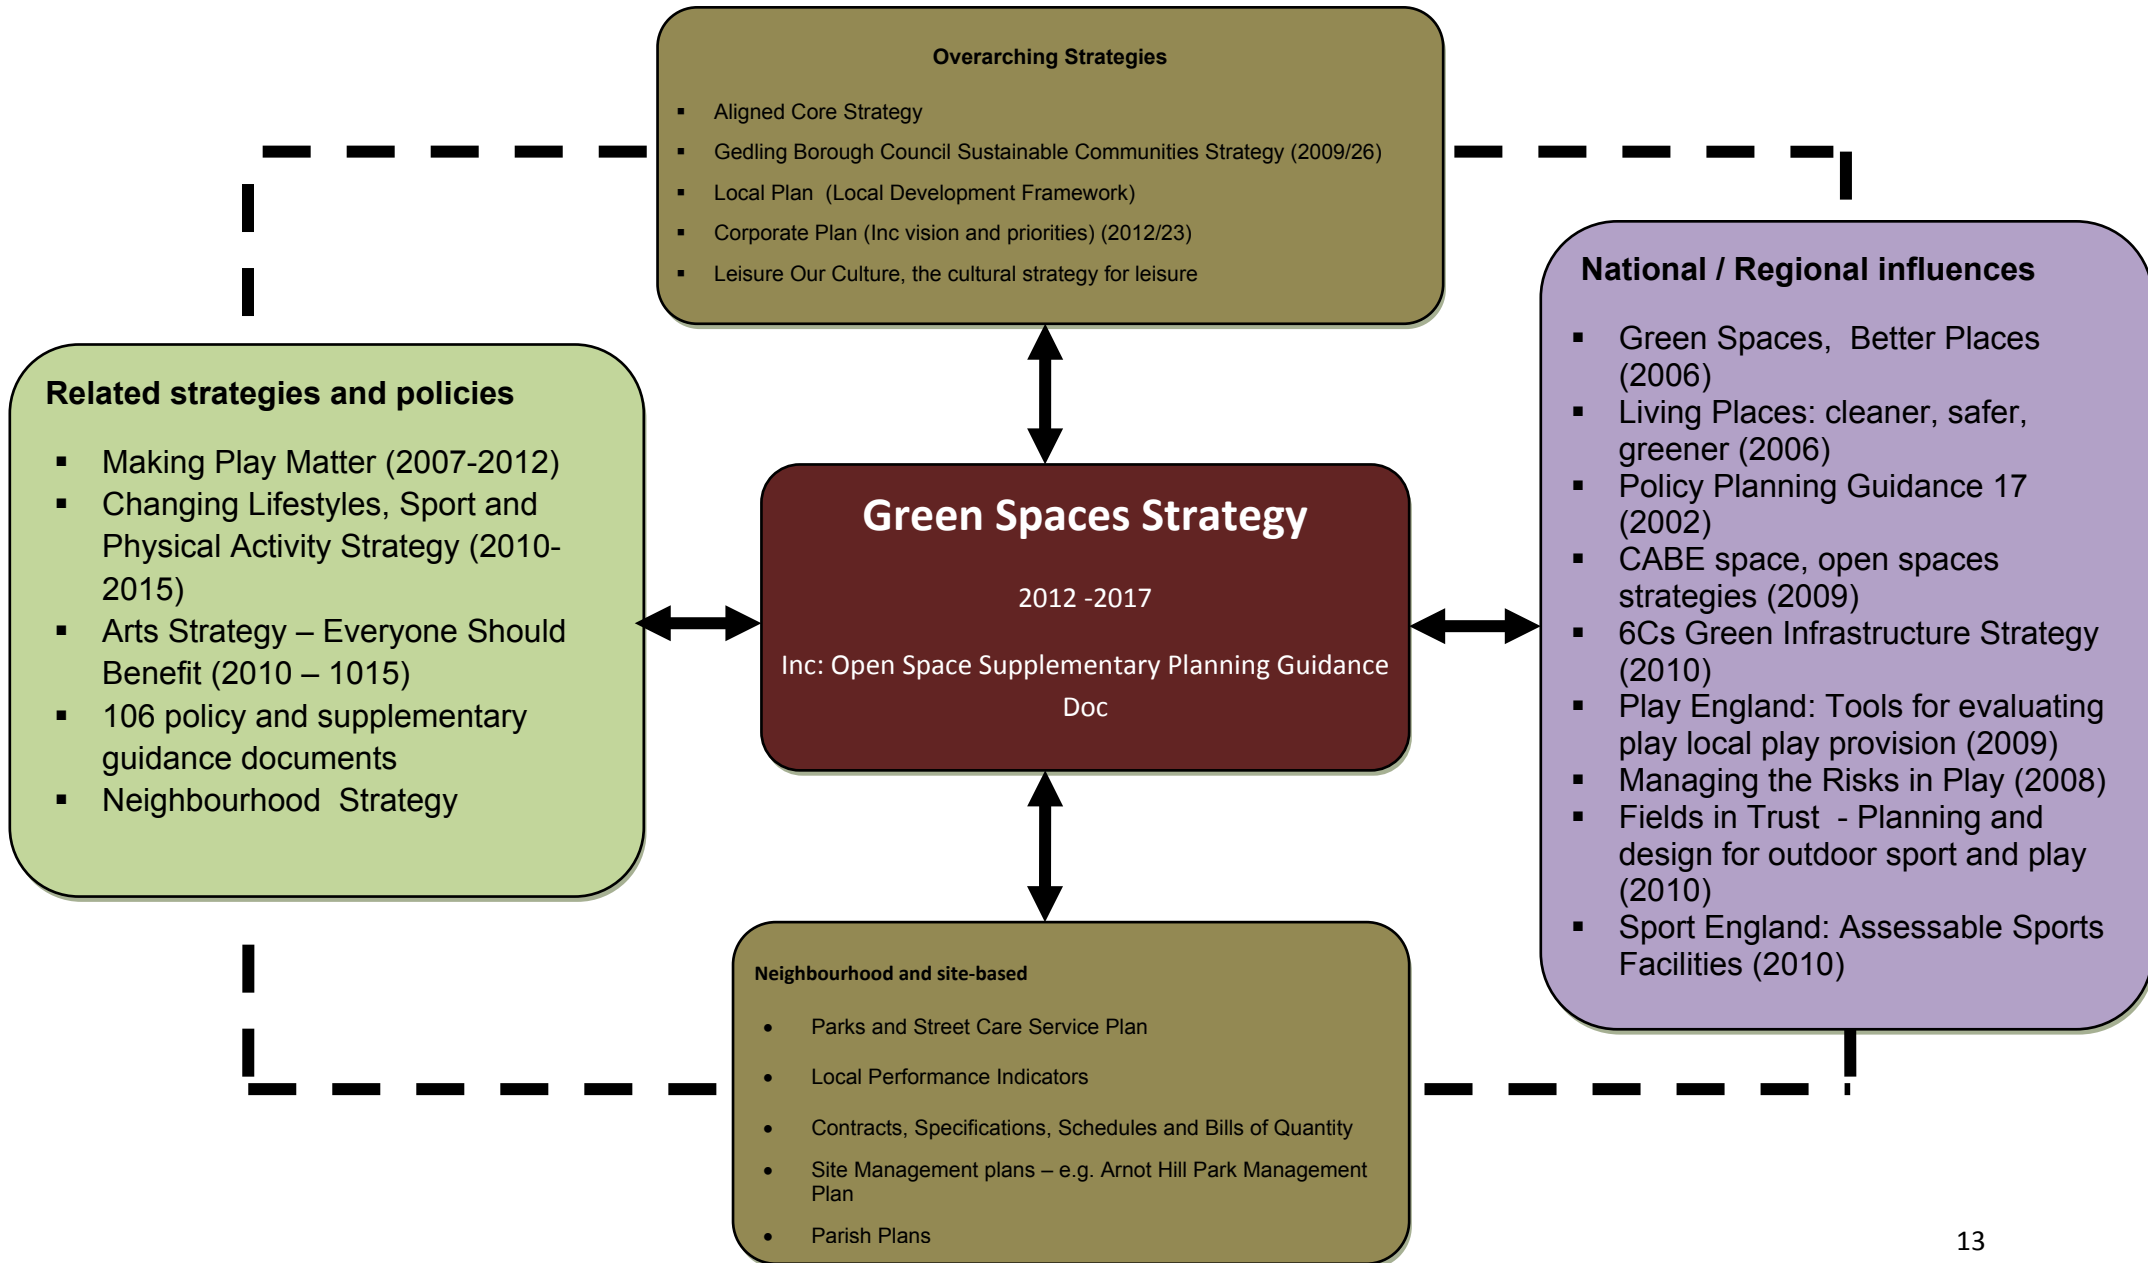 Overarching Strategies
▪ Aligned Core Strategy
▪ Gedling Borough Council Sustainable Communities Strategy (2009/26)
▪ Local Plan (Local Development Framework)
▪ Corporate Plan (Inc vision and priorities) (2012/23)
▪ Leisure Our Culture, the cultural strategy for leisure
Related strategies and policies
▪ Making Play Matter (2007-2012)
▪ Changing Lifestyles, Sport and
Physical Activity Strategy (2010-
2015)
▪ Arts Strategy – Everyone Should
Benefit (2010 – 1015)
▪ 106 policy and supplementary
guidance documents
▪ Neighbourhood Strategy
Green Spaces Strategy
2012 -2017
Inc: Open Space Supplementary Planning Guidance
Doc
National / Regional influences
▪ Green Spaces, Better Places
(2006)
▪ Living Places: cleaner, safer,
greener (2006)
▪ Policy Planning Guidance 17
(2002)
▪ CABE space, open spaces
strategies (2009)
▪ 6Cs Green Infrastructure Strategy
(2010)
▪ Play England: Tools for evaluating
play local play provision (2009)
▪ Managing the Risks in Play (2008)
▪ Fields in Trust - Planning and
design for outdoor sport and play
(2010)
▪ Sport England: Assessable Sports
Facilities (2010)
Neighbourhood and site-based
• Parks and Street Care Service Plan
• Local Performance Indicators
• Contracts, Specifications, Schedules and Bills of Quantity
• Site Management plans – e.g. Arnot Hill Park Management
Plan
• Parish Plans
13